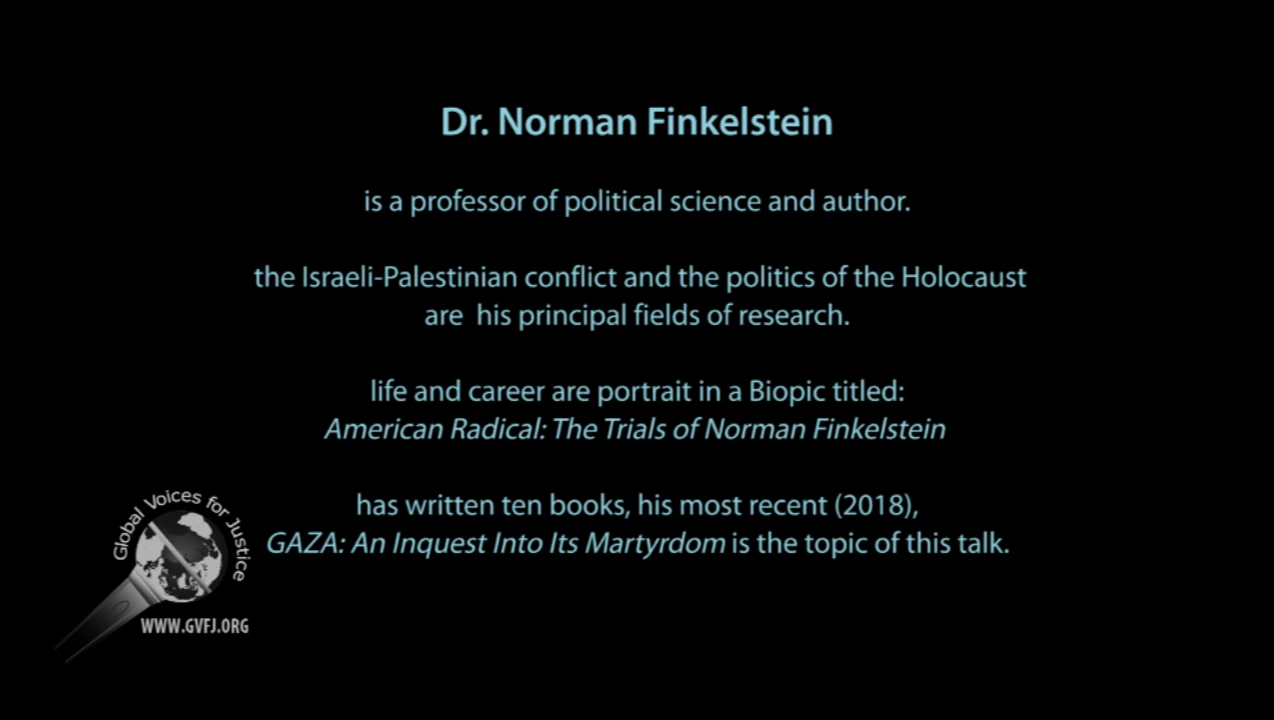 Dr. Norman Finkelstein
is a professor of political science and author.
the Israeli-Palestinian conflict and the politics of the Holocaust
are  his principal fields of research.
life and career are portrait in a Biopic titled:
American Radical: The Trials of Norman Finkelstein
has written ten books, his most recent (2018),
GAZA: An Inquest Into Its Martyrdom is the topic of this talk.
Global Voices for Justice
WWW.GVFJ.ORG